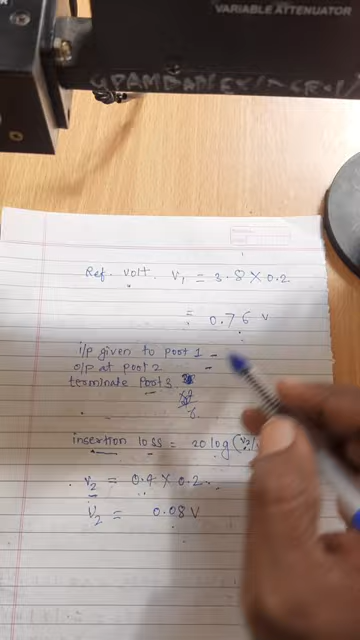 VARIABLE ATTENUATOR
Ref. volt. V1 = 3.8 × 0.2
= 0.76 V
i/p given to port 1 -
o/p at port 2 -
terminate Port 3
insertion loss = 20 log (V2/
V2 = 0.4 × 0.2
V2 = 0.08 V